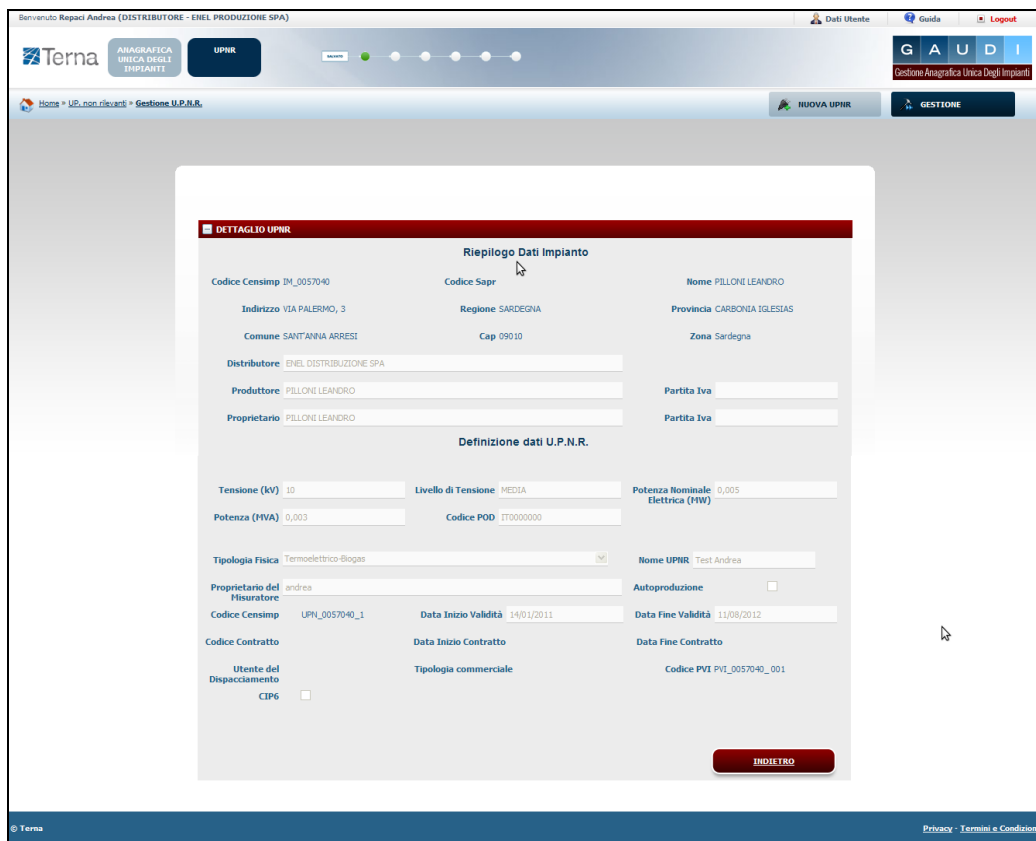 Benvenuto Repaci Andrea (DISTRIBUTORE - ENEL PRODUZIONE SPA) Dati Utente Guida Logout
Terna ANAGRAFICA UNICA DEGLI IMPIANTI UPNR SALVATO GAUDI
Gestione Anagrafica Unica Degli Impianti
Home » UP. non rilevanti » Gestione U.P.N.R. NUOVA UPNR GESTIONE
DETTAGLIO UPNR
Riepilogo Dati Impianto
Codice Censimp IM_0057040 Codice Sapr Nome PILLONI LEANDRO
Indirizzo VIA PALERMO, 3 Regione SARDEGNA Provincia CARBONIA IGLESIAS
Comune SANT'ANNA ARRESI Cap 09010 Zona Sardegna
Distributore ENEL DISTRIBUZIONE SPA
Produttore PILLONI LEANDRO Partita Iva
Proprietario PILLONI LEANDRO Partita Iva
Definizione dati U.P.N.R.
Tensione (kV) 10 Livello di Tensione MEDIA Potenza Nominale Elettrica (MW) 0,005
Potenza (MVA) 0,003 Codice POD IT0000000
Tipologia Fisica Termoelettrico-Biogas Nome UPNR Test Andrea
Proprietario del Misuratore andrea Autoproduzione
Codice Censimp UPN_0057040_1 Data Inizio Validità 14/01/2011 Data Fine Validità 11/08/2012
Codice Contratto Data Inizio Contratto Data Fine Contratto
Utente del Dispacciamento Tipologia commerciale Codice PVI PVI_0057040_001
CIP6
INDIETRO
© Terna Privacy - Termini e Condizion